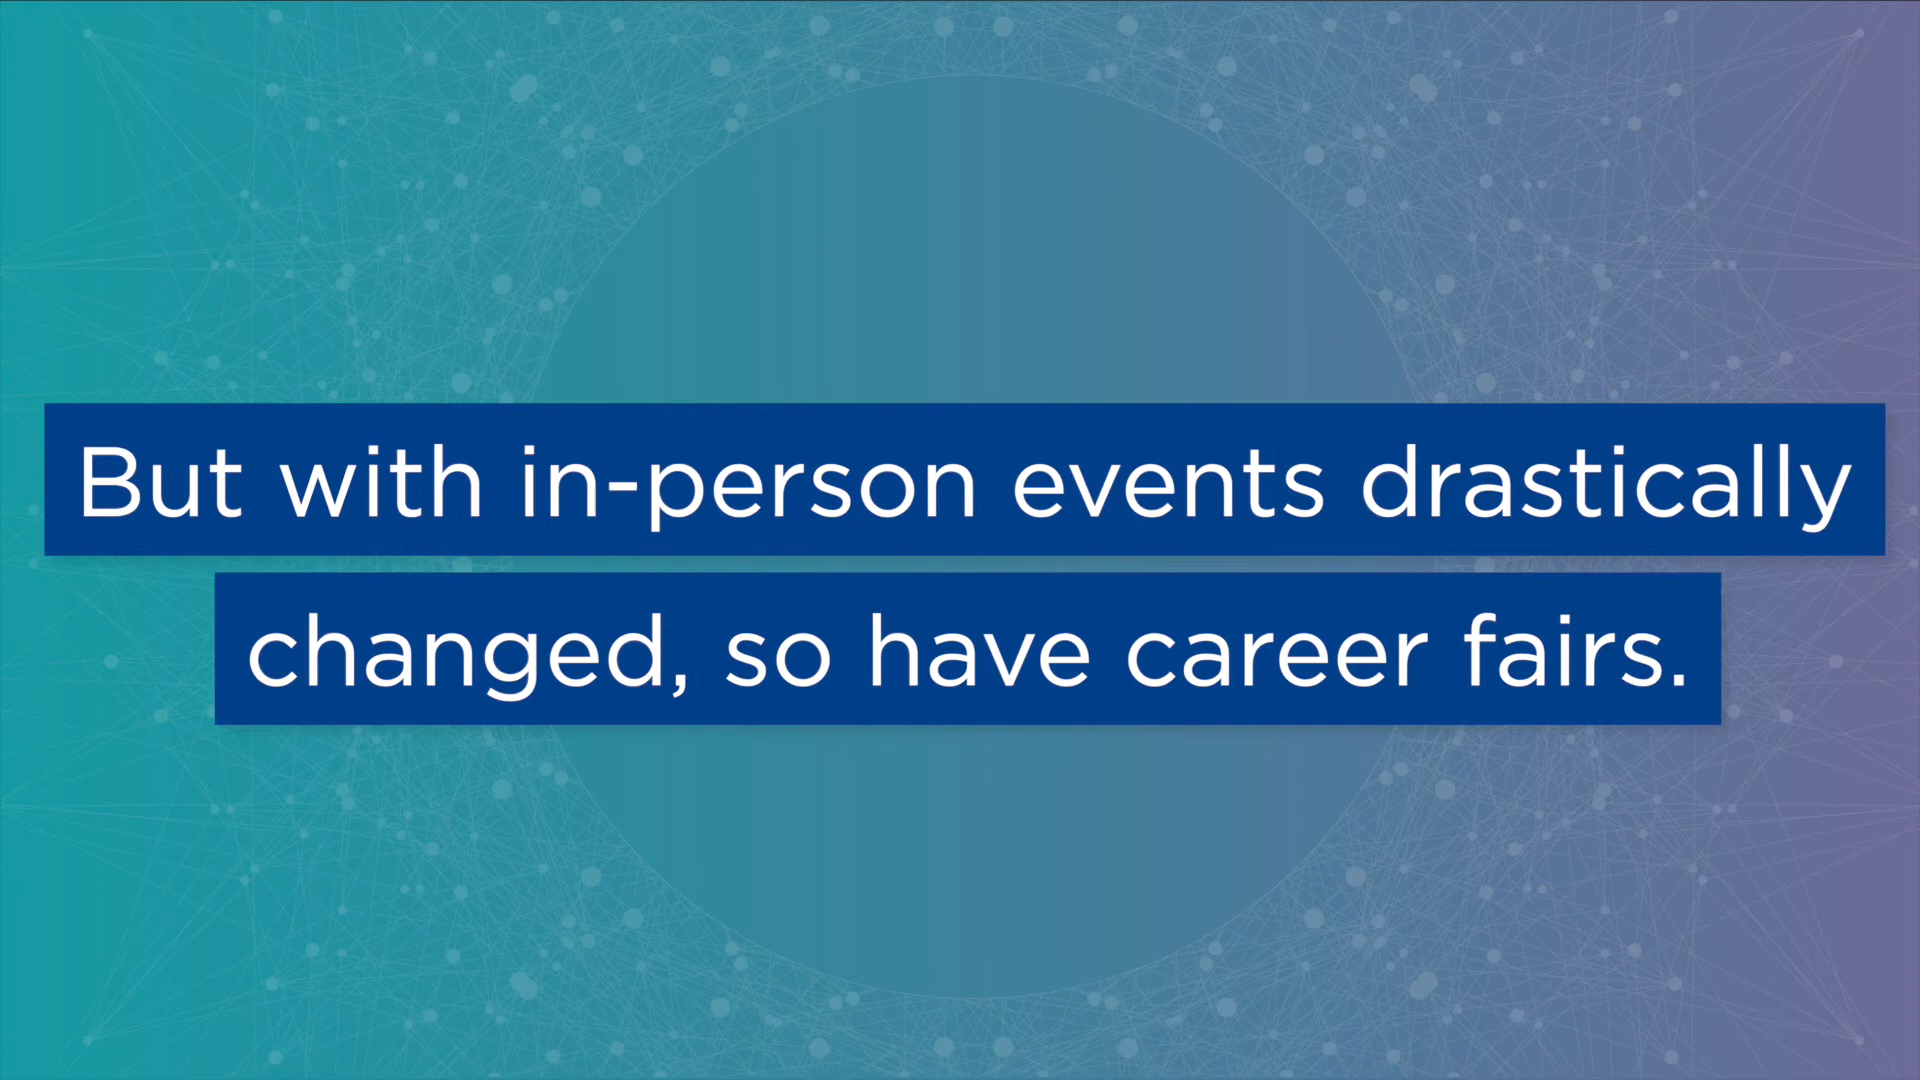 But with in-person events drastically
changed, so have career fairs.